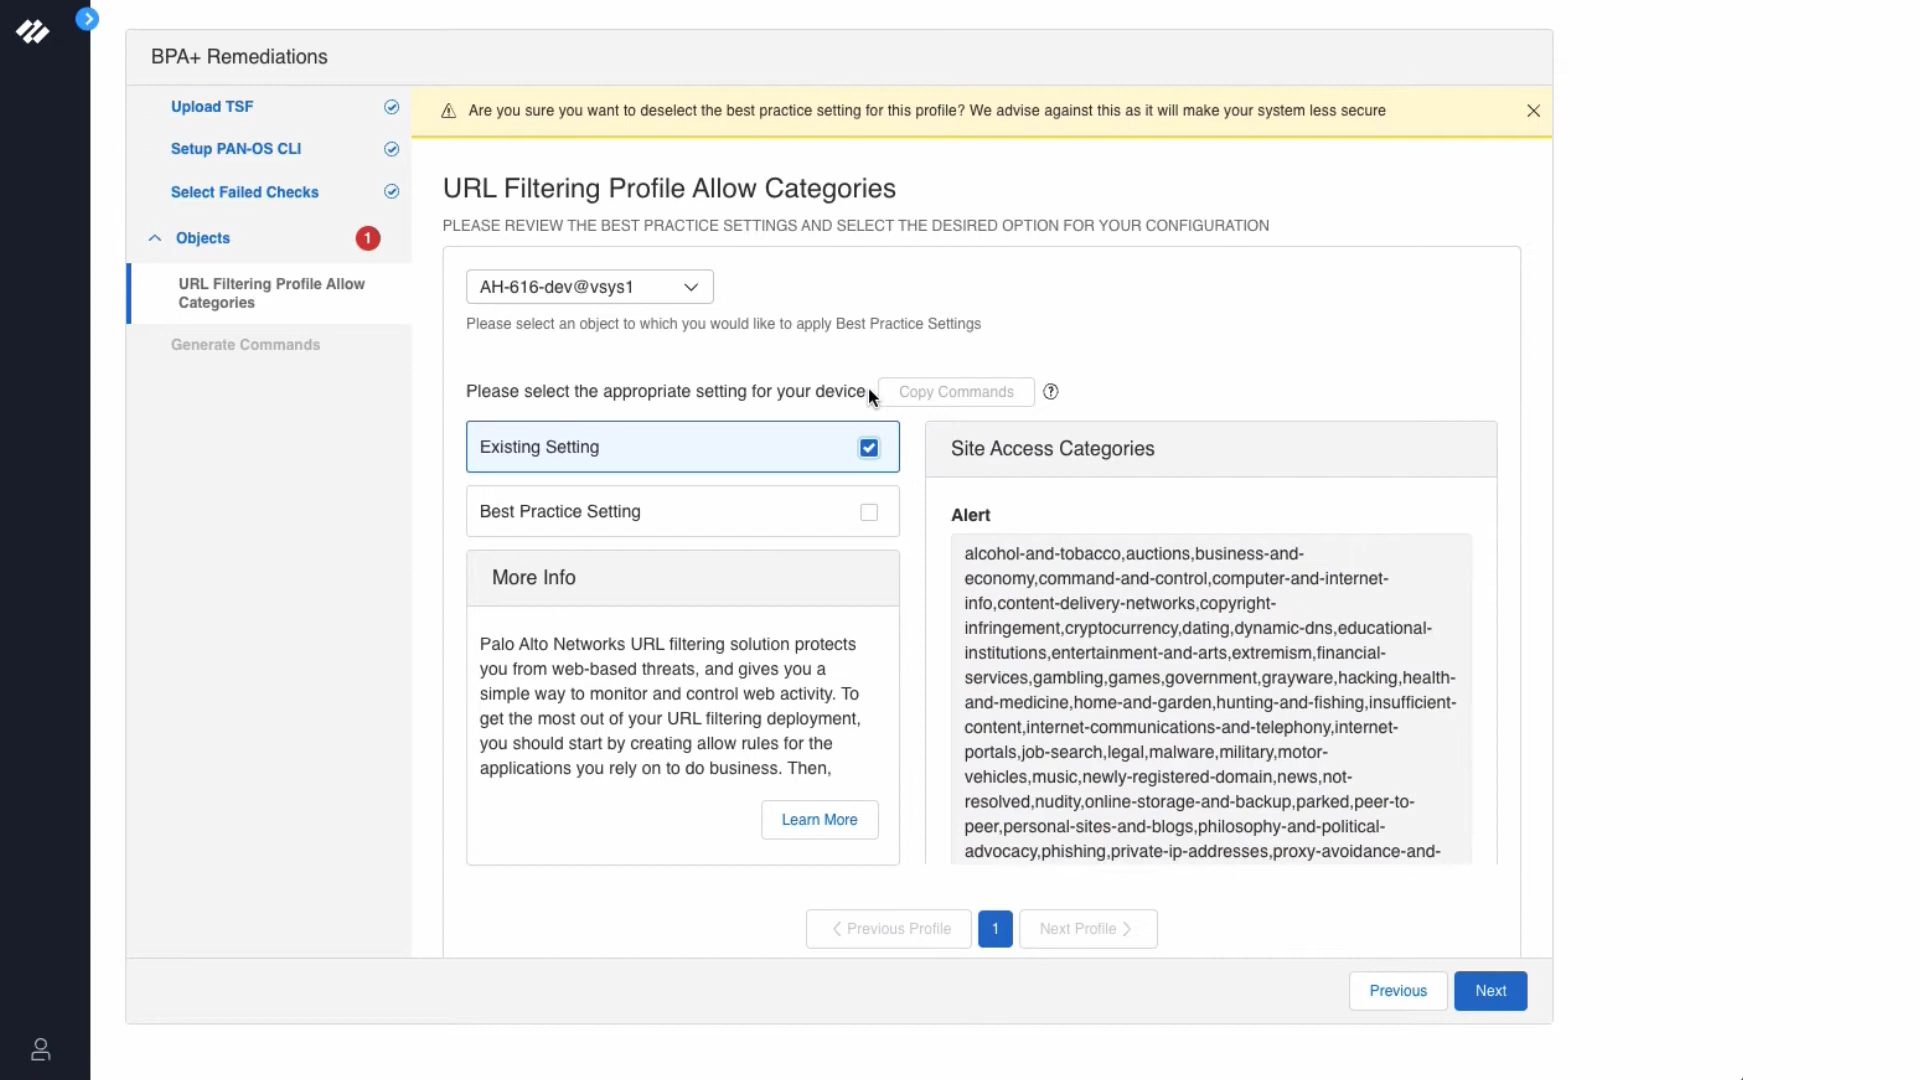 BPA+ Remediations
Upload TSF
Setup PAN-OS CLI
Select Failed Checks
Objects
1
URL Filtering Profile Allow
Categories
Generate Commands
Are you sure you want to deselect the best practice setting for this profile? We advise against this as it will make your system less secure
URL Filtering Profile Allow Categories
PLEASE REVIEW THE BEST PRACTICE SETTINGS AND SELECT THE DESIRED OPTION FOR YOUR CONFIGURATION
AH-616-dev@vsys1
Please select an object to which you would like to apply Best Practice Settings
Please select the appropriate setting for your device
Copy Commands
?
Existing Setting
Best Practice Setting
More Info
Palo Alto Networks URL filtering solution protects
you from web-based threats, and gives you a
simple way to monitor and control web activity. To
get the most out of your URL filtering deployment,
you should start by creating allow rules for the
applications you rely on to do business. Then,
Learn More
Site Access Categories
Alert
alcohol-and-tobacco,auctions,business-and-
economy,command-and-control,computer-and-internet-
info,content-delivery-networks,copyright-
infringement,cryptocurrency,dating,dynamic-dns,educational-
institutions,entertainment-and-arts,extremism,financial-
services,gambling,games,government,grayware,hacking,health-
and-medicine,home-and-garden,hunting-and-fishing,insufficient-
content,internet-communications-and-telephony,internet-
portals,job-search,legal,malware,military,motor-
vehicles,music,newly-registered-domain,news,not-
resolved,nudity,online-storage-and-backup,parked,peer-to-
peer,personal-sites-and-blogs,philosophy-and-political-
advocacy,phishing,private-ip-addresses,proxy-avoidance-and-
Previous Profile
1
Next Profile
Previous
Next